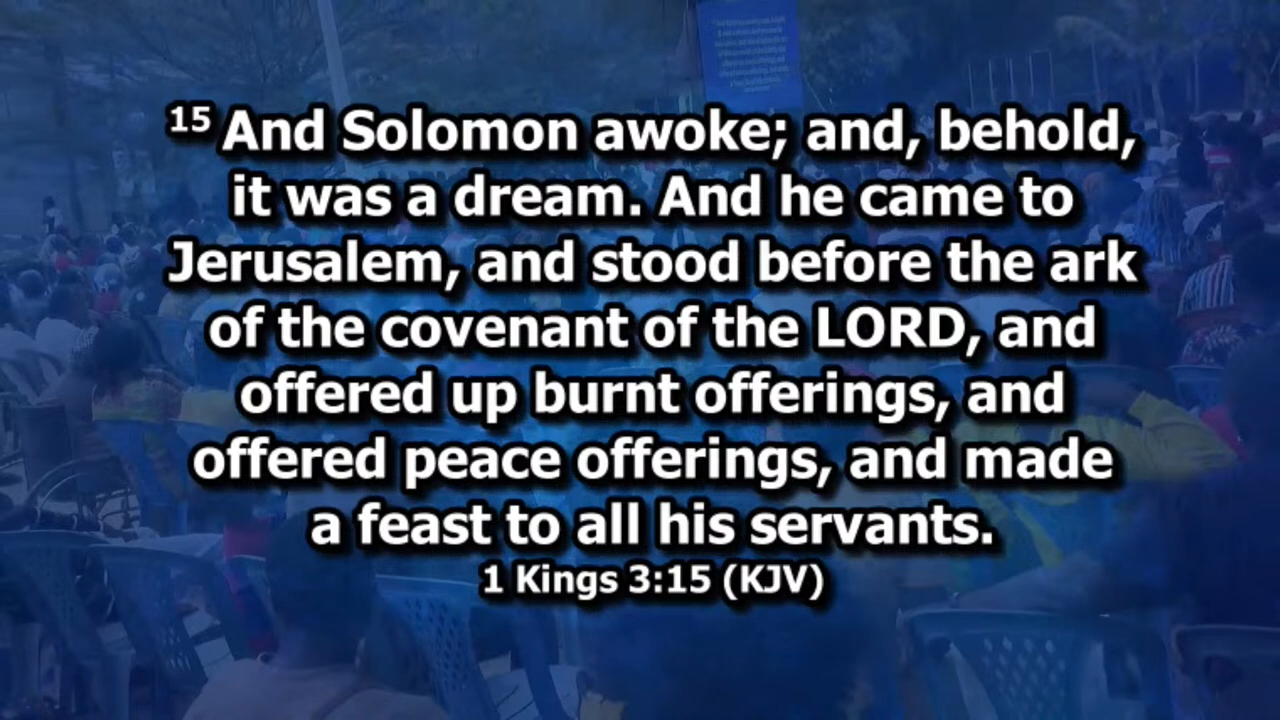 15 And Solomon awoke; and, behold,
it was a dream. And he came to
Jerusalem, and stood before the ark
of the covenant of the LORD, and
offered up burnt offerings, and
offered peace offerings, and made
a feast to all his servants.
1 Kings 3:15 (KJV)